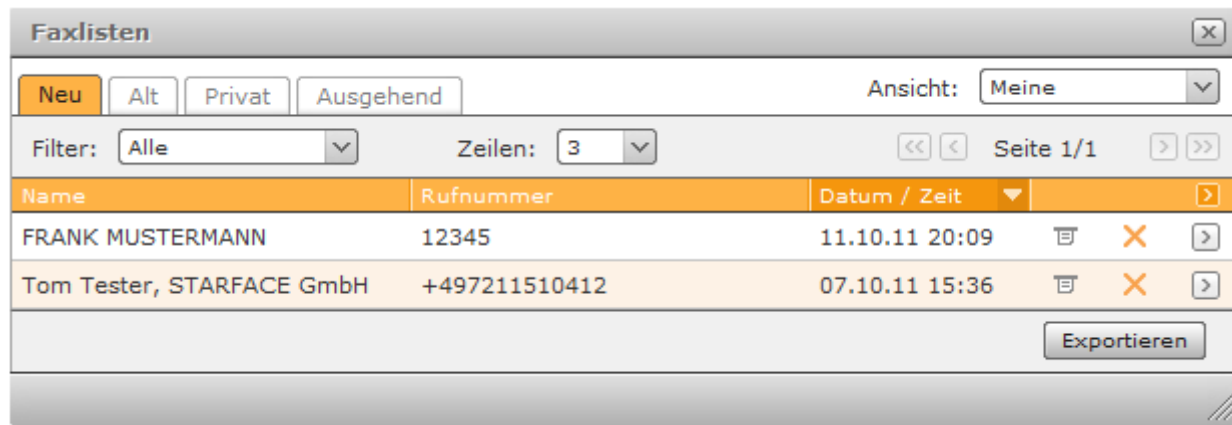 Faxlisten
Neu Alt Privat Ausgehend Ansicht: Meine
Filter: Alle Zeilen: 3 << < Seite 1/1 > >>
Name Rufnummer Datum / Zeit
FRANK MUSTERMANN 12345 11.10.11 20:09
Tom Tester, STARFACE GmbH +497211510412 07.10.11 15:36
Exportieren